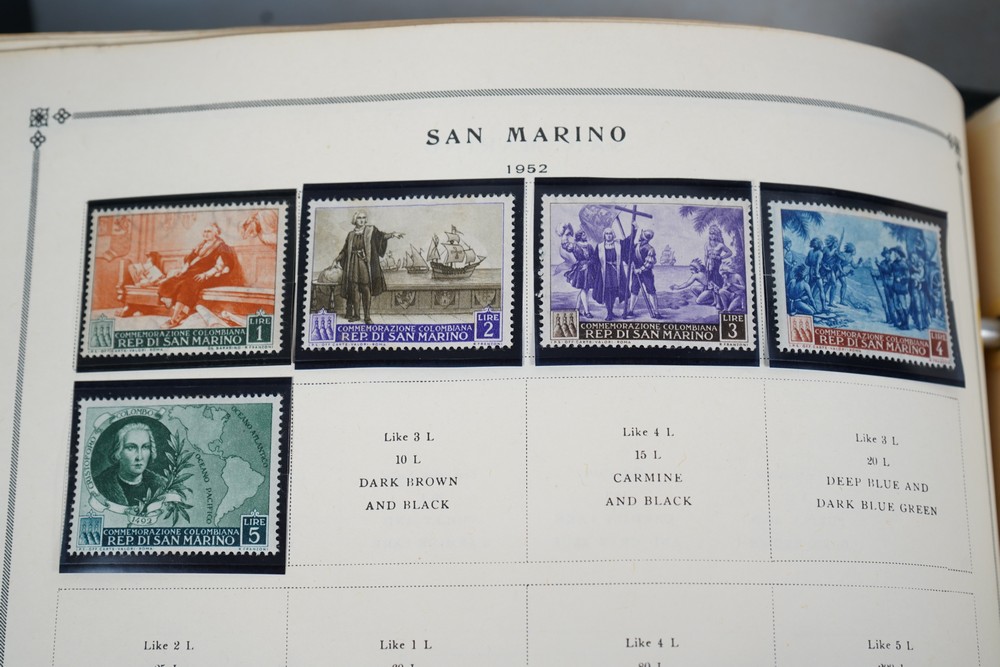 SAN MARINO
1952
LIRE
1
COMMEMORAZIONE COLOMBIANA
REP. DI SAN MARINO
LIRE
2
COMMEMORAZIONE COLOMBIANA
REP. DI SAN MARINO
LIRE
3
COMMEMORAZIONE COLOMBIANA
REP. DI SAN MARINO
LIRE
4
COMMEMORAZIONE COLOMBIANA
REP. DI SAN MARINO
CRISTOFORO COLOMBO
OCEANO ATLANTICO
OCEANO PACIFICO
1492
LIRE
5
COMMEMORAZIONE COLOMBIANA
REP. DI SAN MARINO
Like 3 L
10 L
DARK BROWN
AND BLACK
Like 4 L
15 L
CARMINE
AND BLACK
Like 3 L
20 L
DEEP BLUE AND
DARK BLUE GREEN
Like 2 L
Like 1 L
Like 4 L
Like 5 L